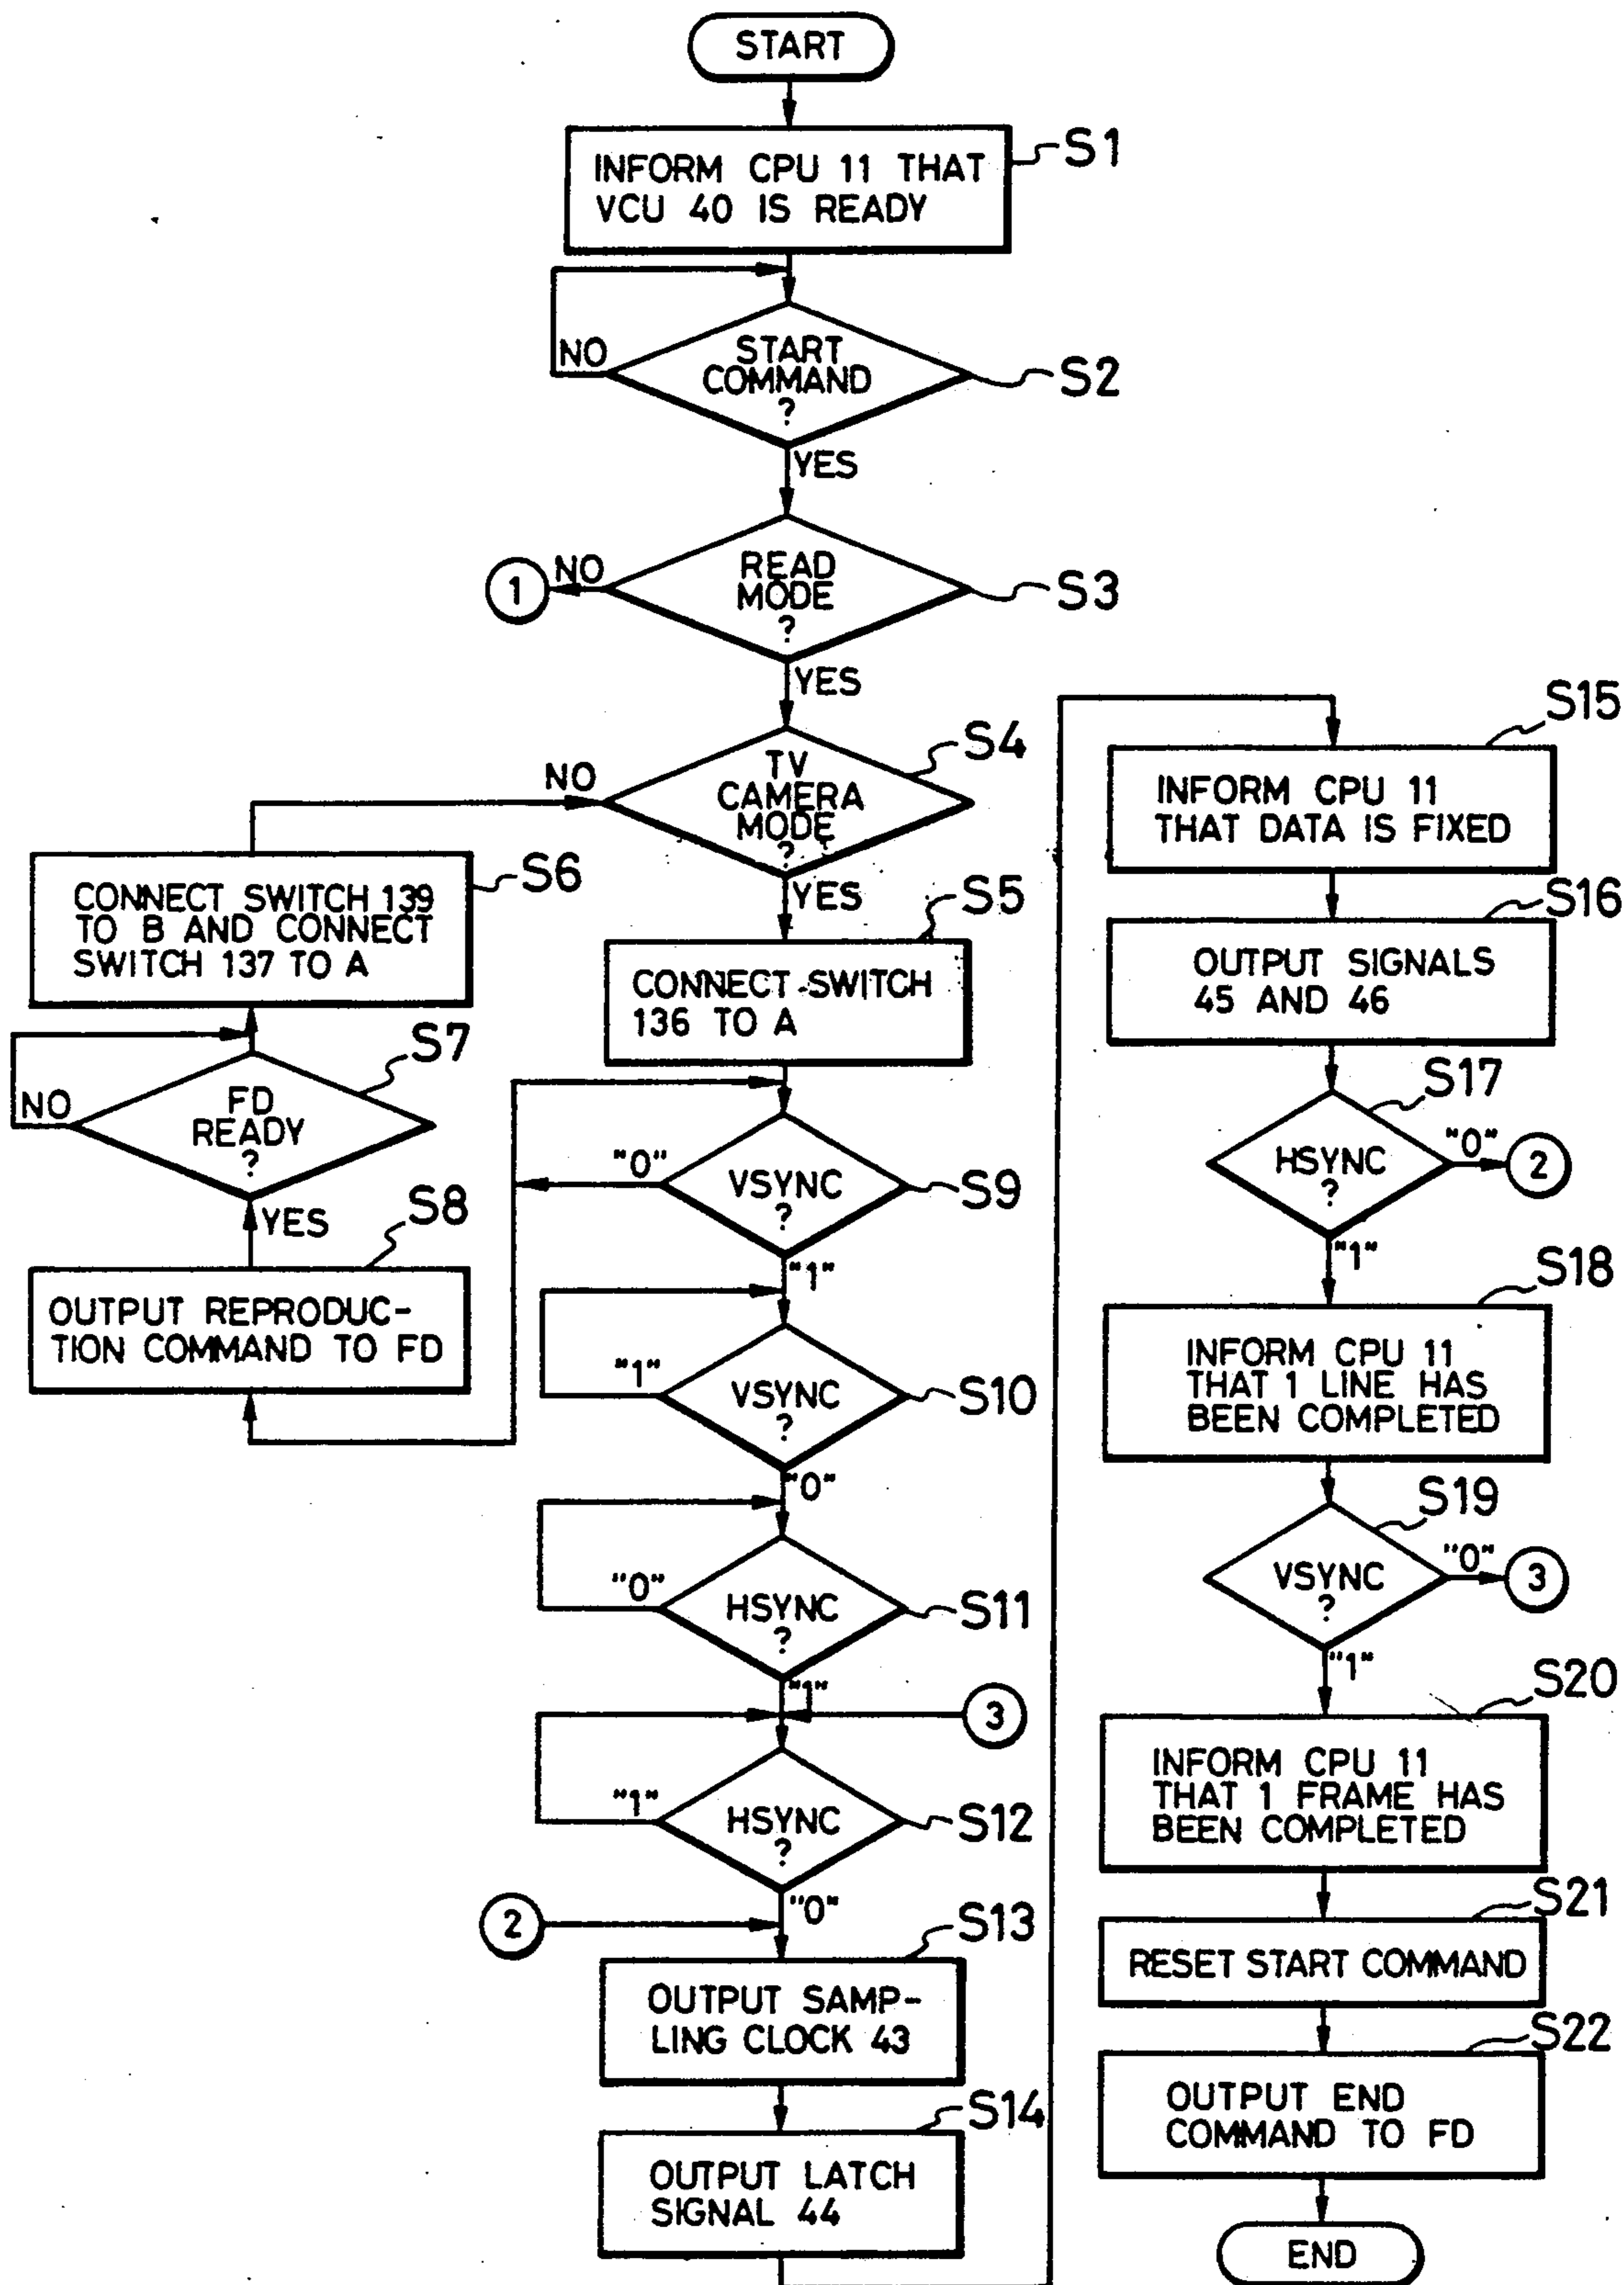 START
INFORM CPU 11 THAT
VCU 40 IS READY
S1
START
COMMAND
?
S2
NO
YES
READ
MODE
?
S3
NO
1
YES
TV
CAMERA
MODE
?
S4
NO
YES
CONNECT SWITCH
136 TO A
S5
CONNECT SWITCH 139
TO B AND CONNECT
SWITCH 137 TO A
S6
FD
READY
?
S7
NO
YES
OUTPUT REPRODUC-
TION COMMAND TO FD
S8
VSYNC
?
S9
"0"
"1"
VSYNC
?
S10
"1"
"0"
HSYNC
?
S11
"0"
"1"
3
HSYNC
?
S12
"1"
"0"
2
OUTPUT SAMP-
LING CLOCK 43
S13
OUTPUT LATCH
SIGNAL 44
S14
INFORM CPU 11
THAT DATA IS FIXED
S15
OUTPUT SIGNALS
45 AND 46
S16
HSYNC
?
S17
"0"
2
"1"
INFORM CPU 11
THAT 1 LINE HAS
BEEN COMPLETED
S18
VSYNC
?
S19
"0"
3
"1"
INFORM CPU 11
THAT 1 FRAME HAS
BEEN COMPLETED
S20
RESET START COMMAND
S21
OUTPUT END
COMMAND TO FD
S22
END